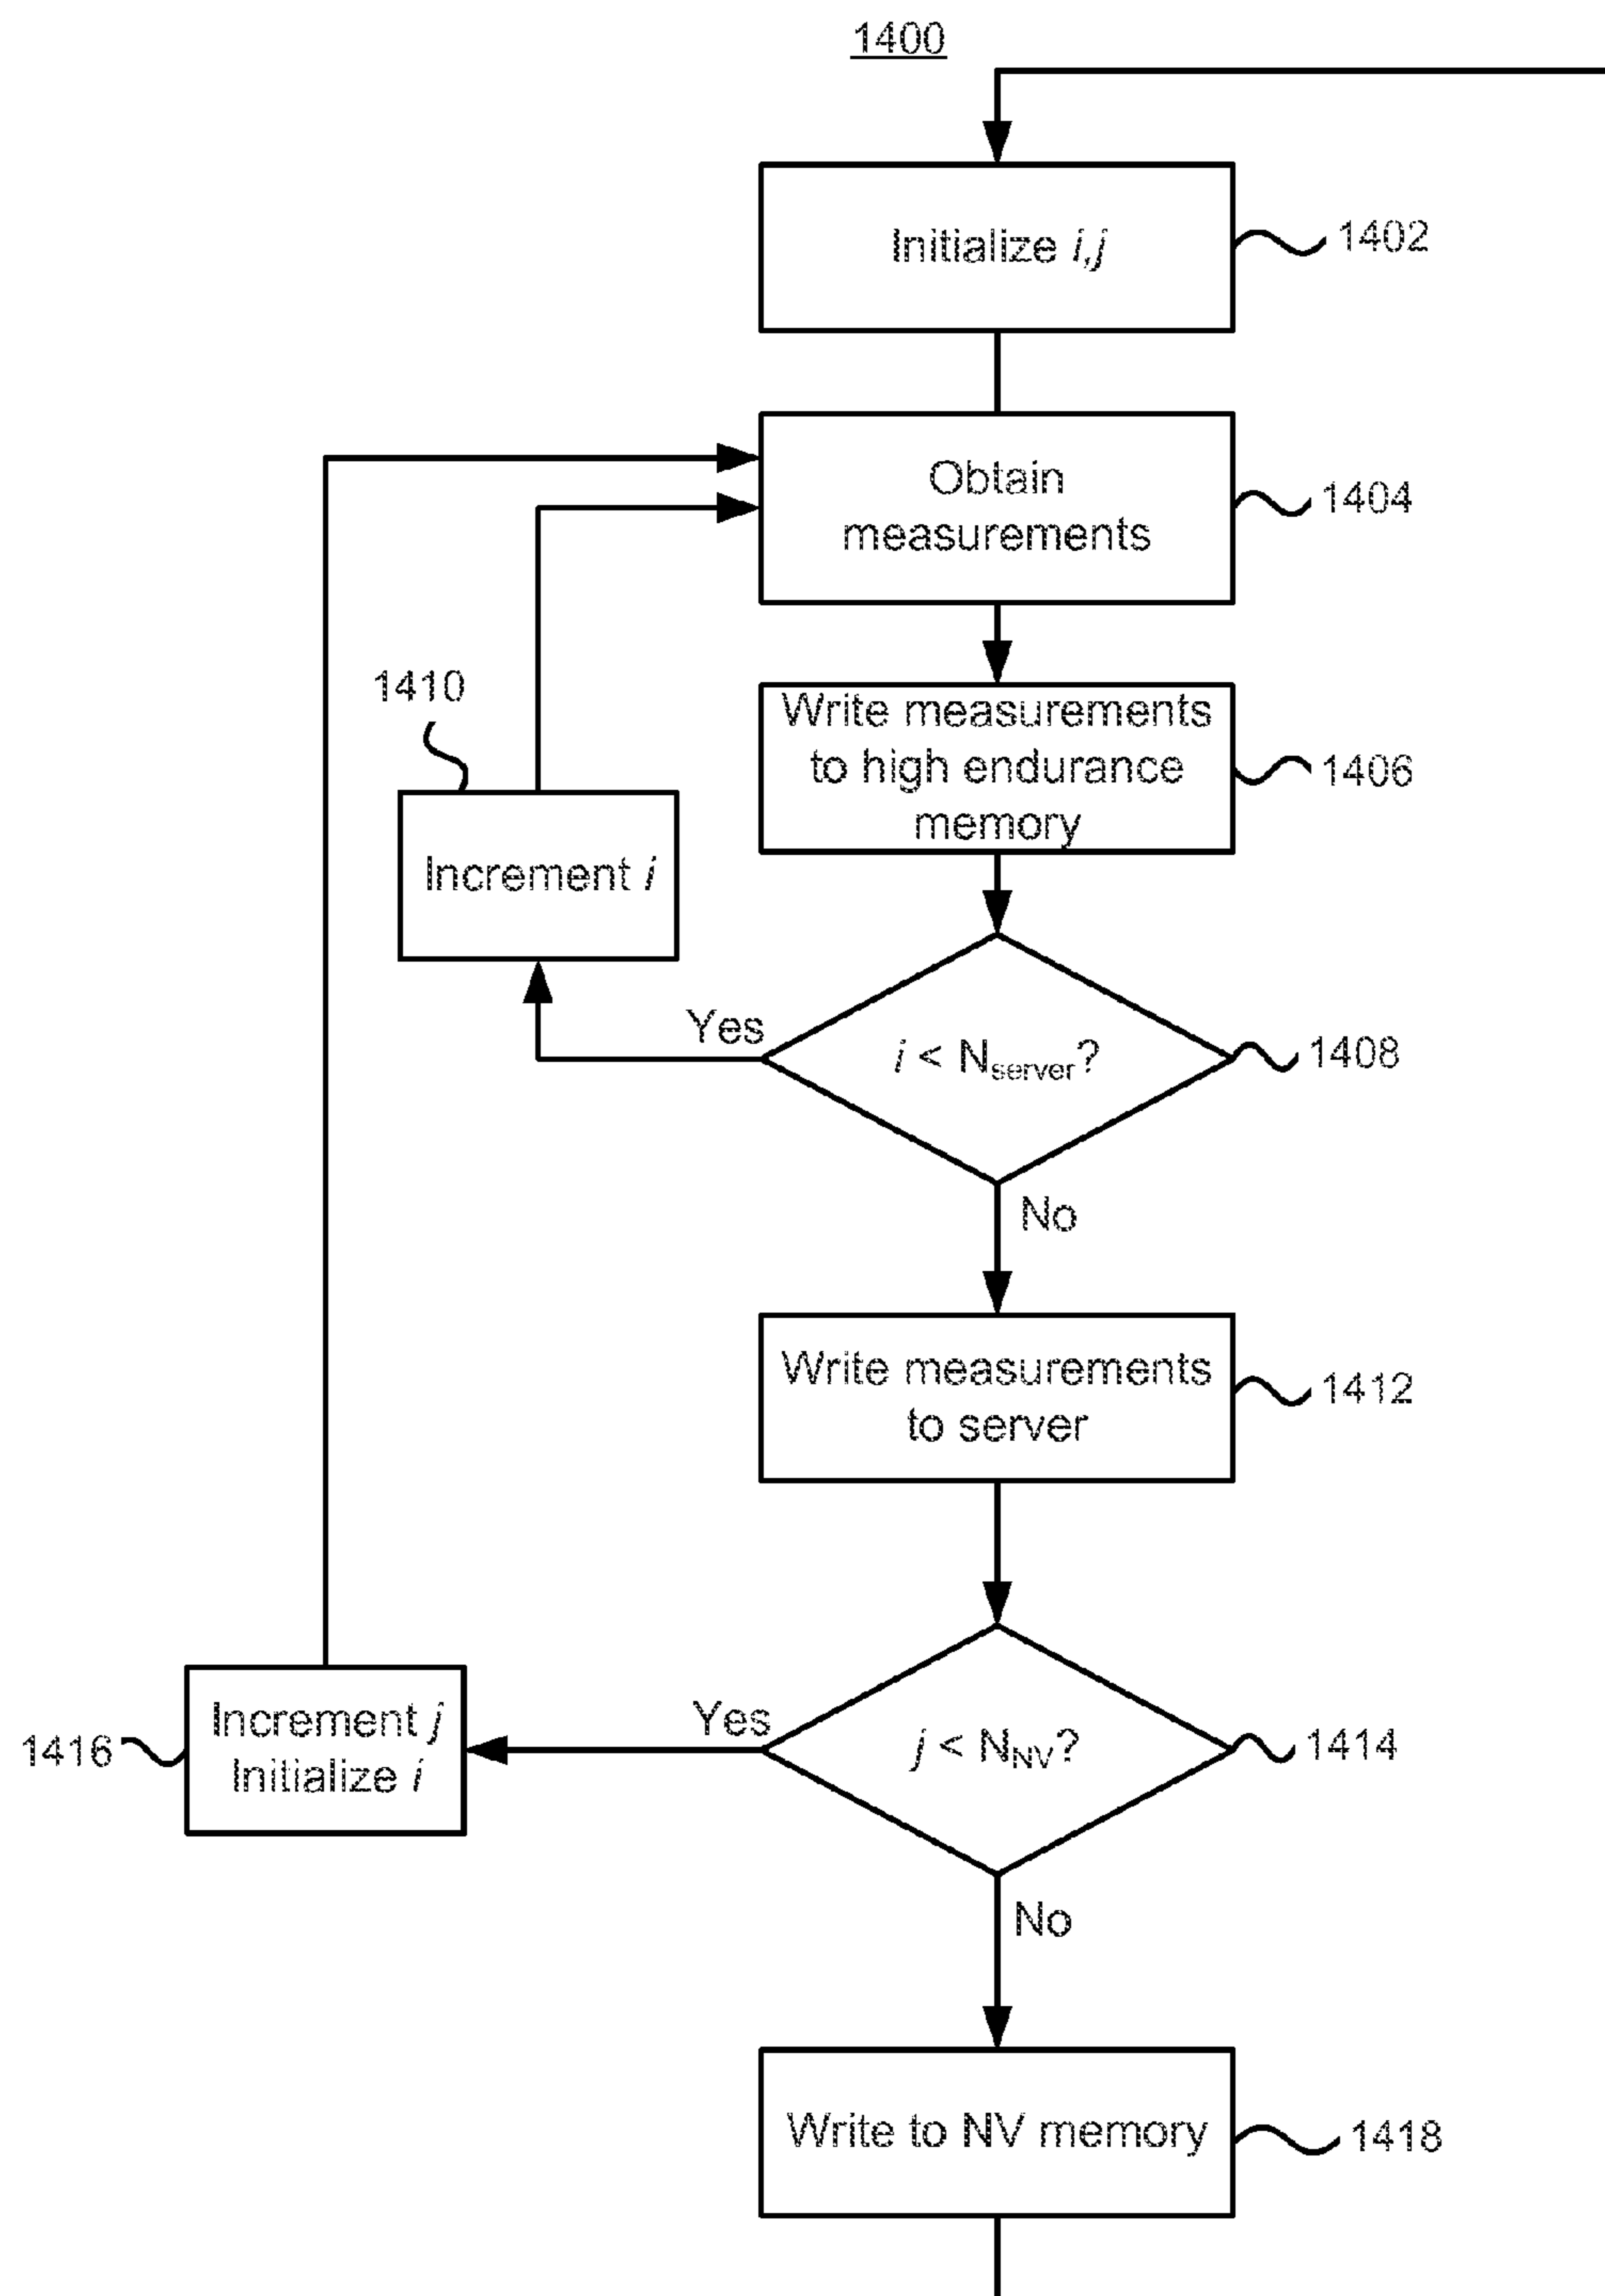 1400
Initialize i,j
1402
Obtain
measurements
1404
Write measurements
to high endurance
memory
1406
1410
Increment i
Yes
i < Nserver?
1408
No
Write measurements
to server
1412
Increment j
Initialize i
1416
Yes
j < NNV?
1414
No
Write to NV memory
1418